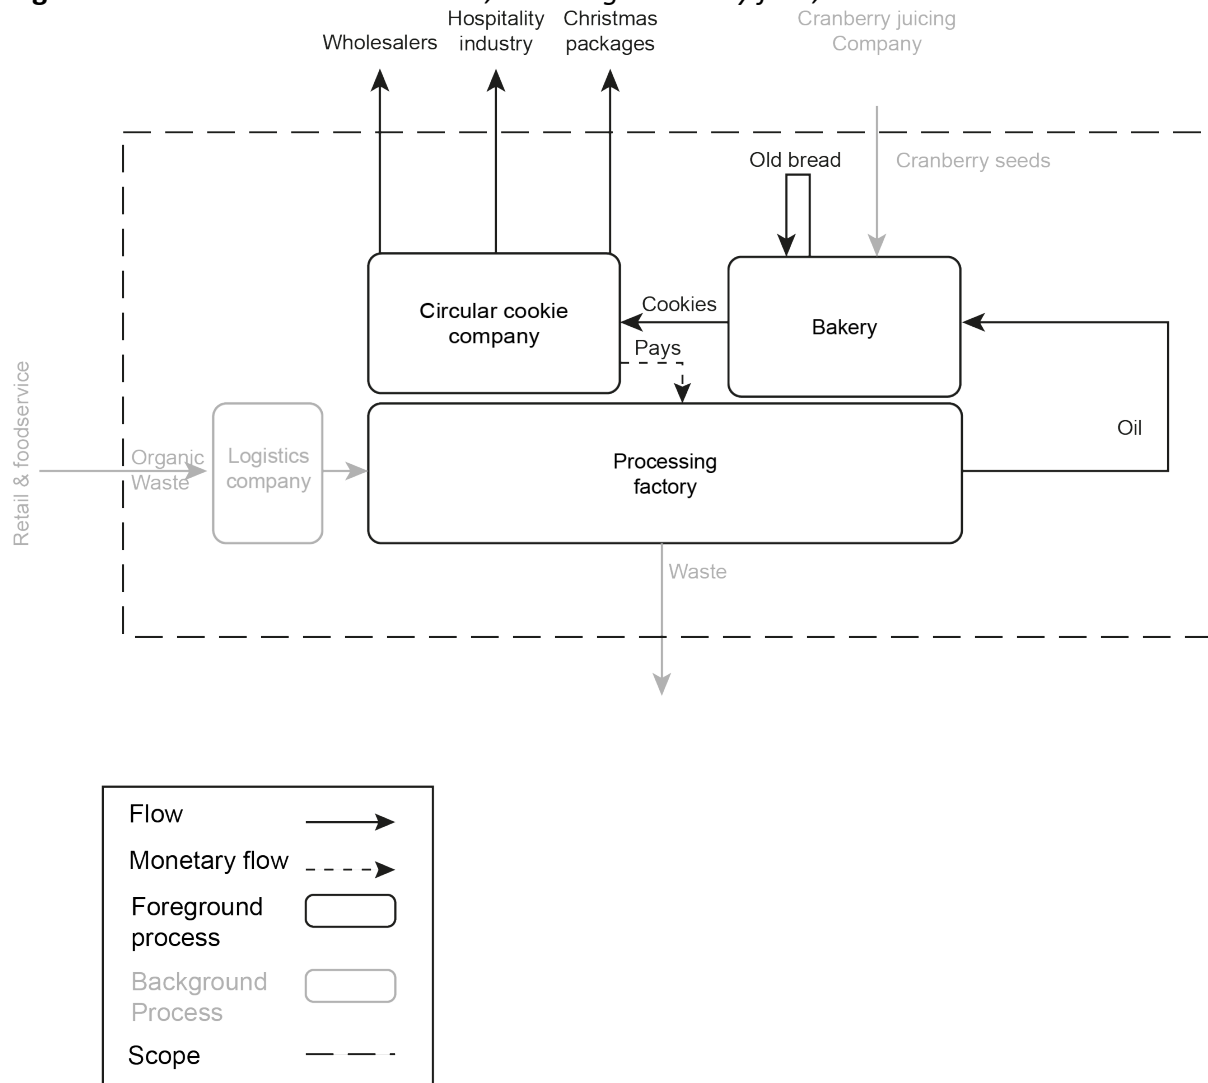 Hospitality
industry
Christmas
packages
Cranberry juicing
Company
Wholesalers
Old bread
Cranberry seeds
Circular cookie
company
Cookies
Bakery
Pays
Retail & foodservice
Organic
Waste
Logistics
company
Processing
factory
Oil
Waste
Flow
Monetary flow
Foreground
process
Background
Process
Scope